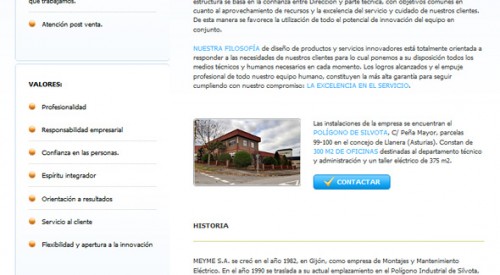 que trabajamos.
Atención post venta.
VALORES:
Profesionalidad
Responsabilidad empresarial
Confianza en las personas.
Espíritu integrador
Orientación a resultados
Servicio al cliente
Flexibilidad y apertura a la innovación
estructura se basa en la confianza entre Dirección y parte técnica, con objetivos comunes en
cuanto al aprovechamiento de recursos y la excelencia del servicio y cuidado de nuestros clientes.
De esta manera se favorece la utilización de todo el potencial de innovación del equipo en
conjunto.
NUESTRA FILOSOFÍA de diseño de productos y servicios innovadores está totalmente orientada a
responder a las necesidades de nuestros clientes para lo cual ponemos a su disposición todos los
medios técnicos y humanos necesarios en cada momento. Los logros alcanzados y el empuje
profesional de todo nuestro equipo humano, constituyen la más alta garantía para seguir
cumpliendo con nuestro compromiso: LA EXCELENCIA EN EL SERVICIO.
Las instalaciones de la empresa se encuentran el
POLÍGONO DE SILVOTA, C/ Peña Mayor, parcelas
99-100 en el concejo de Llanera (Asturias). Constan de
300 M2 DE OFICINAS destinadas al departamento técnico
y administración y un taller eléctrico de 375 m2.
CONTACTAR
HISTORIA
MEYME S.A. se creó en el año 1982, en Gijón, como empresa de Montajes y Mantenimiento
Eléctrico. En el año 1990 se traslada a su actual emplazamiento en el Polígono Industrial de Silvota.